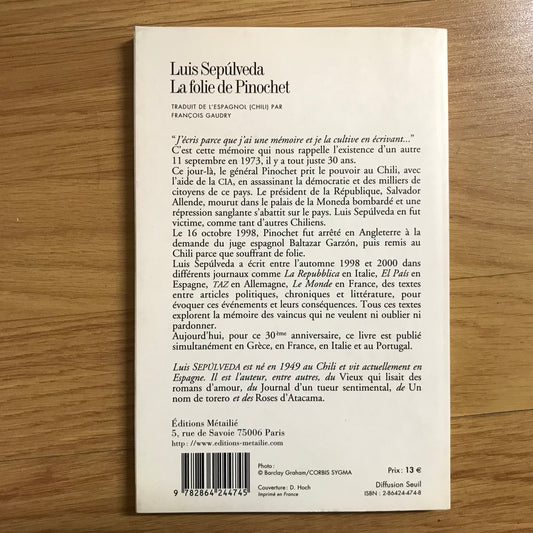 Luis Sepúlveda
La folie de Pinochet
TRADUIT DE L'ESPAGNOL (CHILI) PAR
FRANÇOIS GAUDRY
“J'écris parce que j'ai une mémoire et je la cultive en écrivant...”
C'est cette mémoire qui nous rappelle l'existence d'un autre
11 septembre en 1973, il y a tout juste 30 ans.
Ce jour-là, le général Pinochet prit le pouvoir au Chili, avec
l'aide de la CIA, en assassinant la démocratie et des milliers de
citoyens de ce pays. Le président de la République, Salvador
Allende, mourut dans le palais de la Moneda bombardé et une
répression sanglante s'abattit sur le pays. Luis Sepúlveda en fut
victime, comme tant d'autres Chiliens.
Le 16 octobre 1998, Pinochet fut arrêté en Angleterre à la
demande du juge espagnol Baltazar Garzón, puis remis au
Chili parce que souffrant de folie.
Luis Sepúlveda a écrit entre l'automne 1998 et 2000 dans
différents journaux comme La Repubblica en Italie, El País en
Espagne, TAZ en Allemagne, Le Monde en France, des textes
entre articles politiques, chroniques et littérature, pour
évoquer ces événements et leurs conséquences. Tous ces textes
explorent la mémoire des vaincus qui ne veulent ni oublier ni
pardonner.
Aujourd'hui, pour ce 30ème anniversaire, ce livre est publié
simultanément en Grèce, en France, en Italie et au Portugal.
Luis SEPÚLVEDA est né en 1949 au Chili et vit actuellement en
Espagne. Il est l'auteur, entre autres, du Vieux qui lisait des
romans d'amour, du Journal d'un tueur sentimental, de Un
nom de torero et des Roses d'Atacama.
Éditions Métailié
5, rue de Savoie 75006 Paris
http://www.editions-metailie.com
Photo :
© Barclay Graham/CORBIS SYGMA
Couverture : D. Hoch
Imprimé en France
Prix : 13 €
Diffusion Seuil
ISBN : 2-86424-474-8
9 782864 244745